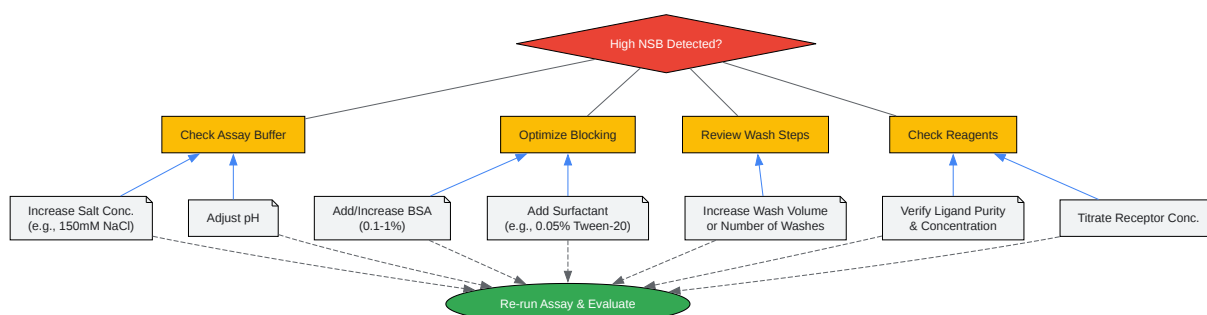 High NSB Detected?
Check Assay Buffer
Optimize Blocking
Review Wash Steps
Check Reagents
Increase Salt Conc.
(e.g., 150mM NaCl)
Adjust pH
Add/Increase BSA
(0.1-1%)
Add Surfactant
(e.g., 0.05% Tween-20)
Increase Wash Volume
or Number of Washes
Verify Ligand Purity
& Concentration
Titrate Receptor Conc.
Re-run Assay & Evaluate